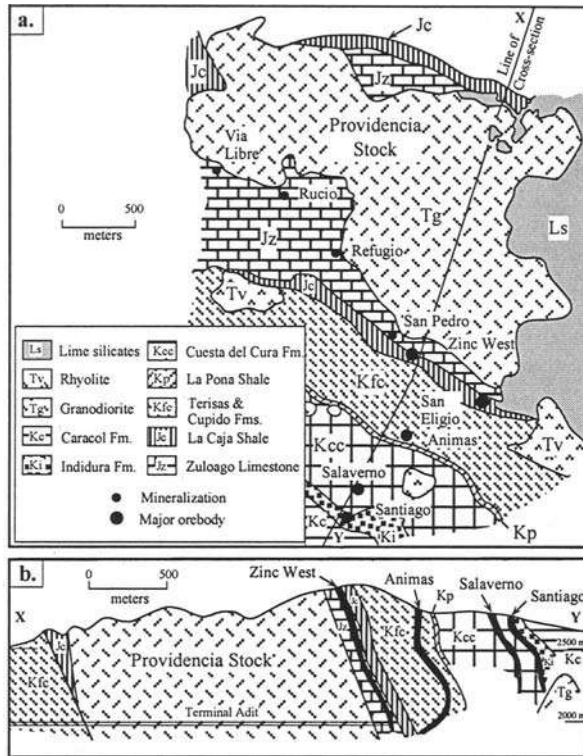 a.
X
Jc
Line of
Cross-section
Jc
Jz
Via
Libre
Providencia
Stock
Rucio
Tg
Ls
0 500
meters
Jz
Refugio
Jc
Tv
San Pedro
Zinc West
Kfc
San
Eligio
Animas
Tv
Kcc
Salaverno
Santiago
Kc
Y
Ki
Kp
Ls Lime silicates
Tv Rhyolite
Tg Granodiorite
Kc Caracol Fm.
Ki Indidura Fm.
Kcc Cuesta del Cura Fm.
Kp La Pona Shale
Kfc Terisas &
Cupido Fms.
Jc La Caja Shale
Jz Zuloago Limestone
Mineralization
Major orebody
b.
0 500
meters
Zinc West
Animas
Kp
Salaverno
Santiago
X
Y
Jc
Kfc
Providencia Stock
Jz
Jc
Kfc
Kcc
2500 m
Ki
Kc
Tg
Terminal Adit
2000 m